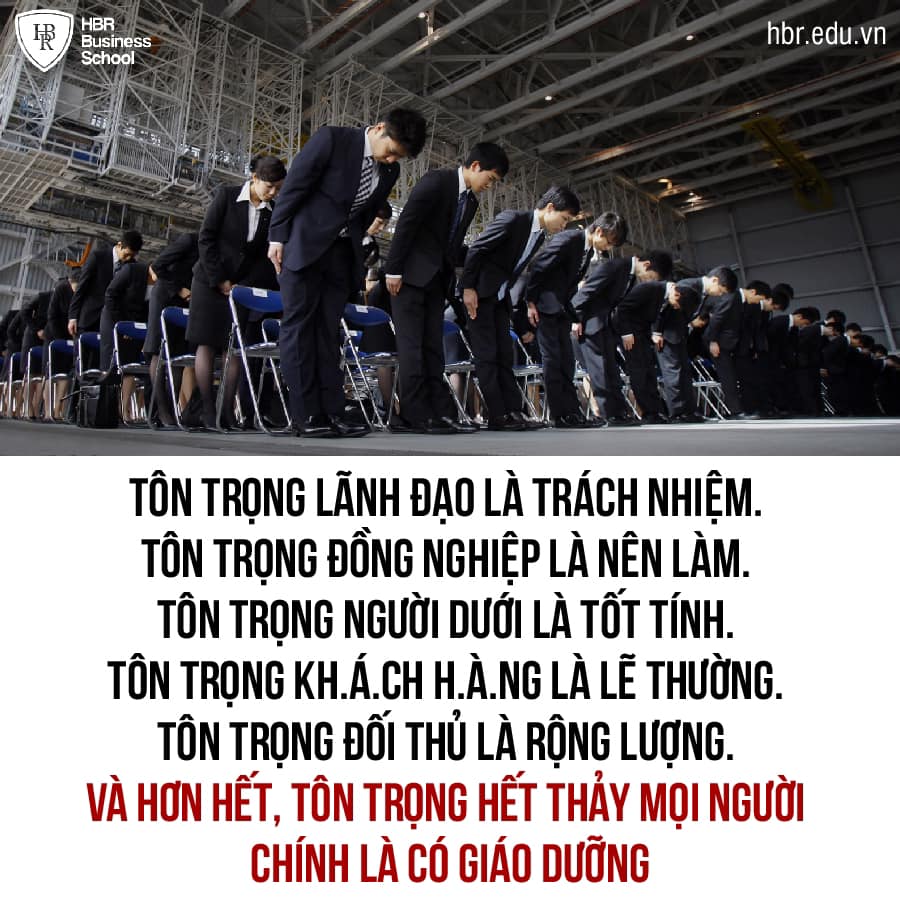 HBR
Business
School
hbr.edu.vn
TÔN TRỌNG LÃNH ĐẠO LÀ TRÁCH NHIỆM.
TÔN TRỌNG ĐỒNG NGHIỆP LÀ NÊN LÀM.
TÔN TRỌNG NGƯỜI DƯỚI LÀ TỐT TÍNH.
TÔN TRỌNG KH.Á.CH H.À.NG LÀ LẼ THƯỜNG.
TÔN TRỌNG ĐỐI THỦ LÀ RỘNG LƯỢNG.
VÀ HƠN HẾT, TÔN TRỌNG HẾT THẢY MỌI NGƯỜI
CHÍNH LÀ CÓ GIÁO DƯỠNG